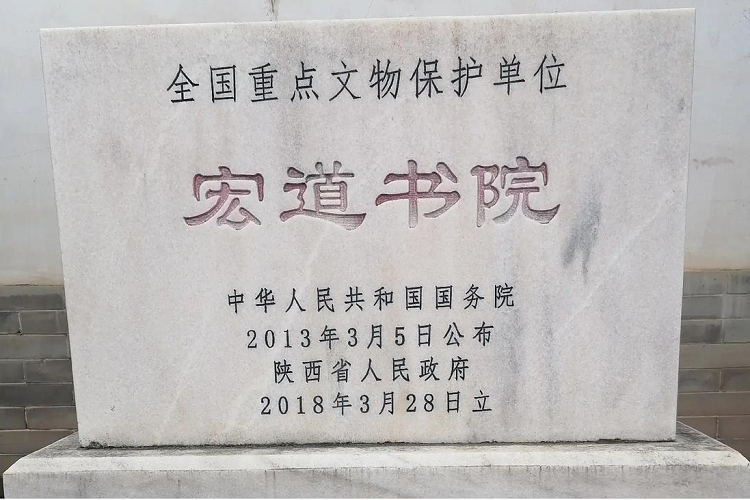 全国重点文物保护单位
宏道书院
中华人民共和国国务院
2013年3月5日公布
陕西省人民政府
2018年3月28日立